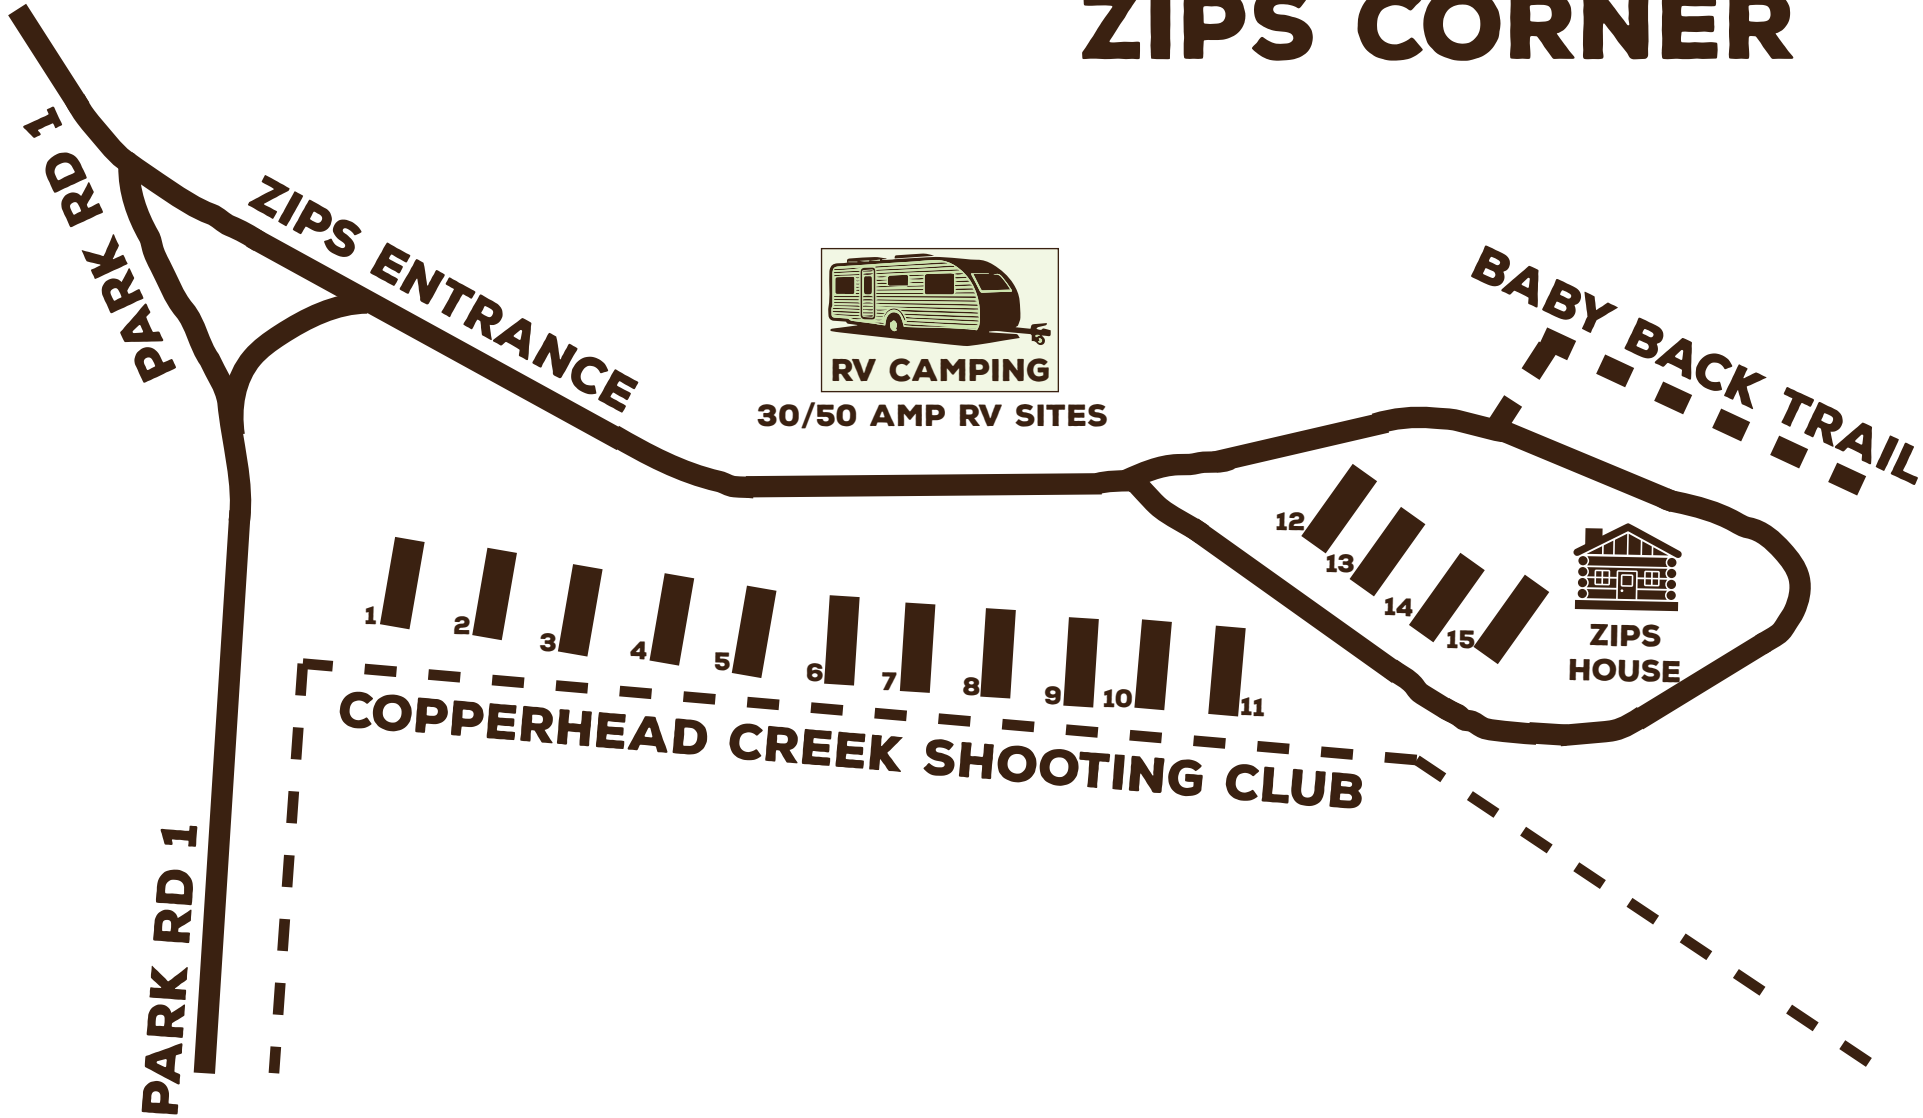 ZIPS CORNER
PARK RD 1
ZIPS ENTRANCE
RV CAMPING
30/50 AMP RV SITES
BABY BACK TRAIL
12
13
14
15
ZIPS
HOUSE
1
2
3
4
5
6
7
8
9
10
11
COPPERHEAD CREEK SHOOTING CLUB
PARK RD 1